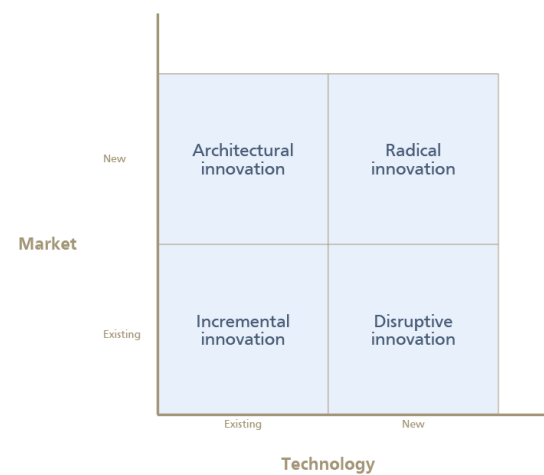 Architectural
innovation
Radical
innovation
New
Market
Incremental
innovation
Disruptive
innovation
Existing
Existing
New
Technology